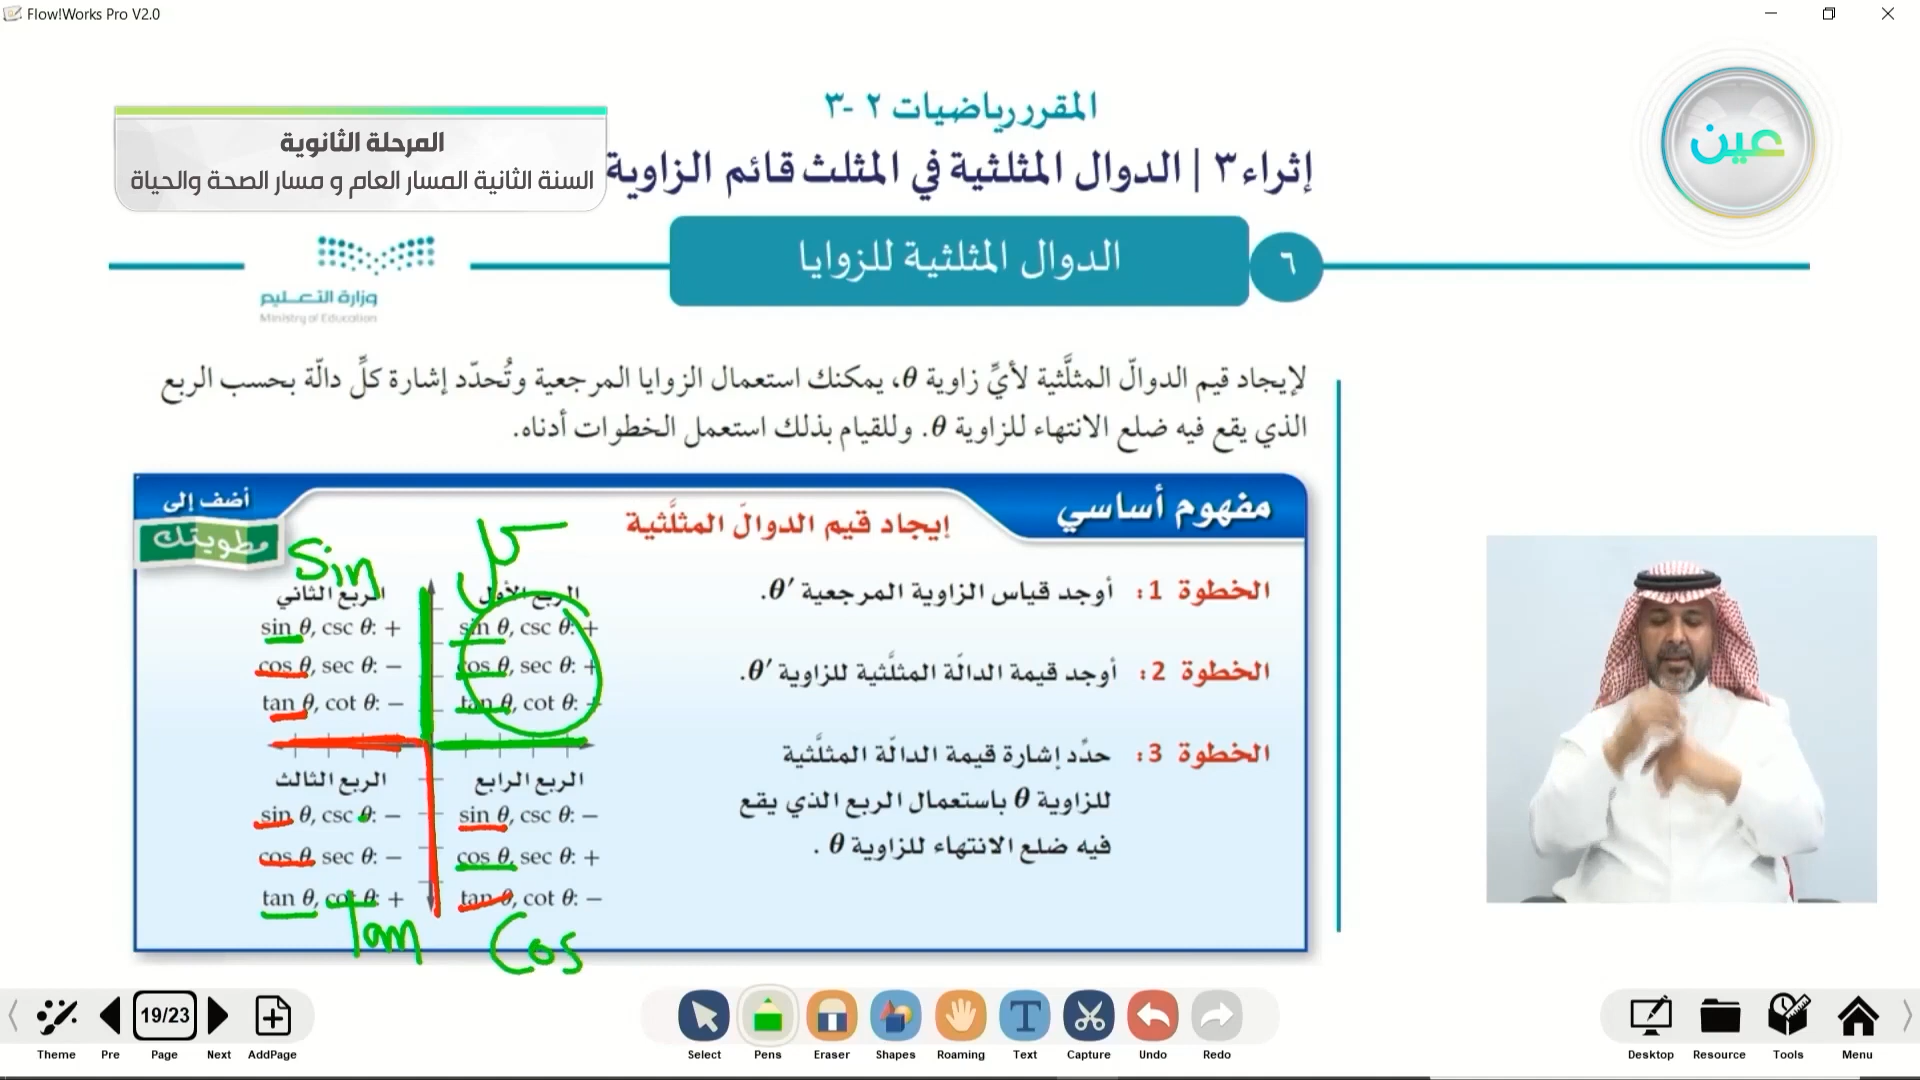 Flow!Works Pro V2.0
المقرر رياضيات ٢ -٣
إثراء ٣ | الدوال المثلثية في المثلث قائم الزاوية
المرحلة الثانوية
السنة الثانية المسار العام و مسار الصحة والحياة
عين
وزارة التعليم
Ministry of Education
٦
الدوال المثلثية للزوايا
لإيجاد قيم الدوالّ المثلَّثية لأيِّ زاوية θ، يمكنك استعمال الزوايا المرجعية وتُحدّد إشارة كلِّ دالّة بحسب الربع
الذي يقع فيه ضلع الانتهاء للزاوية θ. وللقيام بذلك استعمل الخطوات أدناه.
مفهوم أساسي
إيجاد قيم الدوالّ المثلَّثية
أضف إلى
مطويتك
الخطوة 1: أوجد قياس الزاوية المرجعية θ′.
الخطوة 2: أوجد قيمة الدالّة المثلَّثية للزاوية θ′.
الخطوة 3: حدِّد إشارة قيمة الدالّة المثلَّثية
للزاوية θ باستعمال الربع الذي يقع
فيه ضلع الانتهاء للزاوية θ .
كل
الربع الأول
sin θ, csc θ: +
cos θ, sec θ: +
tan θ, cot θ: +
Sin
الربع الثاني
sin θ, csc θ: +
cos θ, sec θ: −
tan θ, cot θ: −
الربع الثالث
sin θ, csc θ: −
cos θ, sec θ: −
tan θ, cot θ: +
Tan
الربع الرابع
sin θ, csc θ: −
cos θ, sec θ: +
tan θ, cot θ: −
Cos
19/23
Theme Pre Page Next AddPage
T
Select Pens Eraser Shapes Roaming Text Capture Undo Redo
Desktop Resource Tools Menu